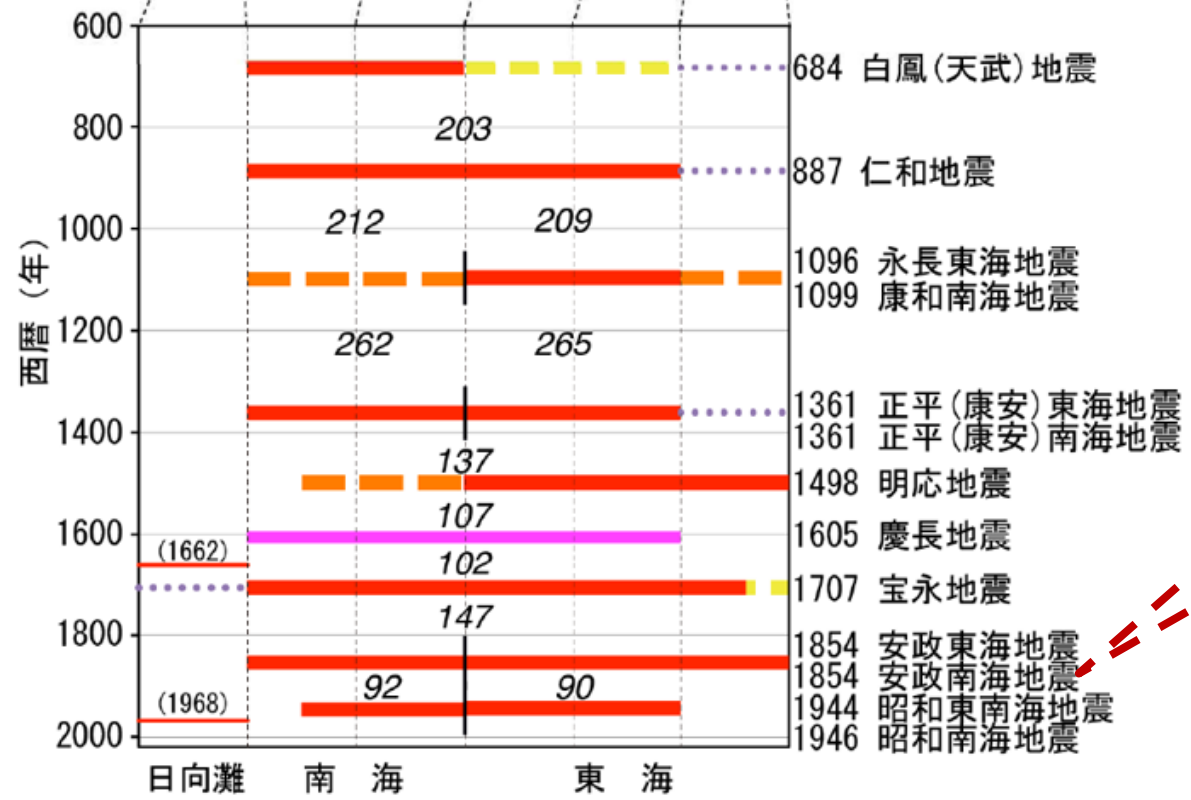 600
684 白鳳(天武)地震
800
203
887 仁和地震
1000
212 209
1096 永長東海地震
1099 康和南海地震
1200
262 265
1361 正平(康安)東海地震
1361 正平(康安)南海地震
1400
137
1498 明応地震
107
1600
1605 慶長地震
(1662)
102
1707 宝永地震
147
1800
1854 安政東海地震
1854 安政南海地震
92 90
(1968)
1944 昭和東南海地震
1946 昭和南海地震
2000
西暦(年)
日向灘 南 海 東 海